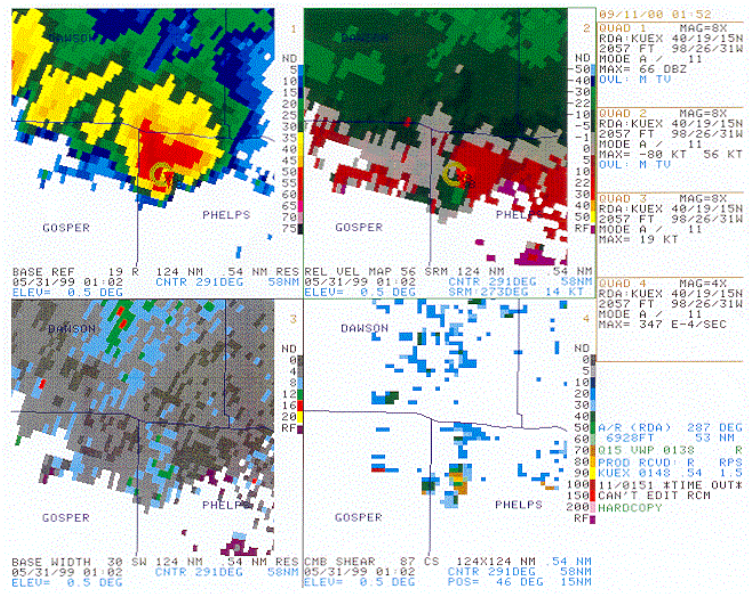 DAWSON
GOSPER
PHELPS
1
ND
5
10
15
20
25
30
35
40
45
50
55
60
65
70
75
BASE REF 19 R 124 NM .54 NM RES
05/31/99 01:02 CNTR 291DEG 58NM
ELEV= 0.5 DEG
DAWSON
GOSPER
PHELPS
2
ND
-50
-40
-30
-22
-10
-5
-1
0
5
10
22
30
40
50
RF
REL VEL MAP 56 SRM 124 NM .54 NM
05/31/99 01:02 CNTR 291DEG 58NM
ELEV= 0.5 DEG SRM:273DEG 14 KT
DAWSON
GOSPER
PHELPS
3
ND
0
4
8
12
16
20
RF
BASE WIDTH 30 SW 124 NM .54 NM RES
05/31/99 01:02 CNTR 291DEG 58NM
ELEV= 0.5 DEG
DAWSON
GOSPER
PHELPS
4
ND
0
5
10
20
30
40
50
60
70
80
90
100
150
200
RF
CMB SHEAR 87 CS 124X124 NM .54 NM
05/31/99 01:02 CNTR 291DEG 58NM
ELEV= 0.5 DEG POS= 46 DEG 15NM
09/11/00 01:52
QUAD 1 MAG=8X
RDA:KUEX 40/19/15N
2057 FT 98/26/31W
MODE A / 11
MAX= 66 DBZ
OVL: M TV
QUAD 2 MAG=8X
RDA:KUEX 40/19/15N
2057 FT 98/26/31W
MODE A / 11
MAX= -80 KT 56 KT
OVL: M TV
QUAD 3 MAG=8X
RDA:KUEX 40/19/15N
2057 FT 98/26/31W
MODE A / 11
MAX= 19 KT
QUAD 4 MAG=4X
RDA:KUEX 40/19/15N
2057 FT 98/26/31W
MODE A / 11
MAX= 347 E-4/SEC
A/R (RDA) 287 DEG
6928FT 53 NM
Q15 VWP 0138 R
PROD RCVD: R RPS
KUEX 0148 .54 1.5
11/0151 *TIME OUT*
CAN'T EDIT RCM
HARDCOPY